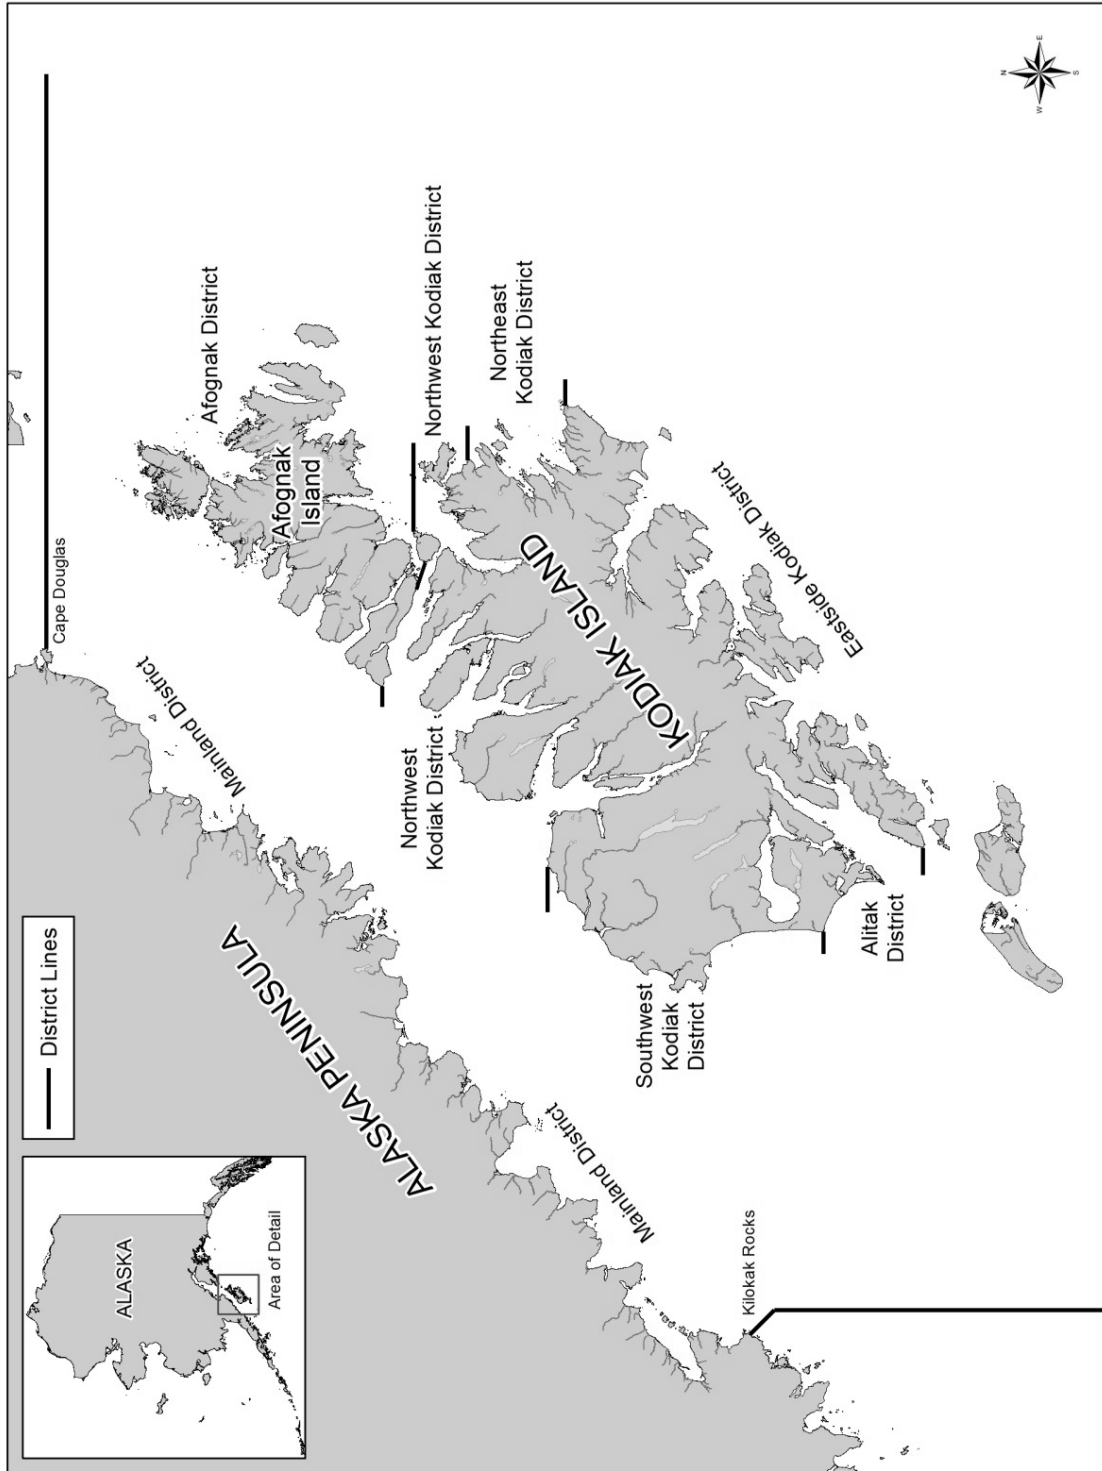 ALASKA
Area of Detail
District Lines
ALASKA PENINSULA
Mainland District
Cape Douglas
Mainland District
Kilokak Rocks
Afognak District
Afognak
Island
Northwest Kodiak District
Northeast
Kodiak District
Northwest
Kodiak District
KODIAK ISLAND
Eastside Kodiak District
Southwest
Kodiak
District
Alitak
District
N
E
S
W